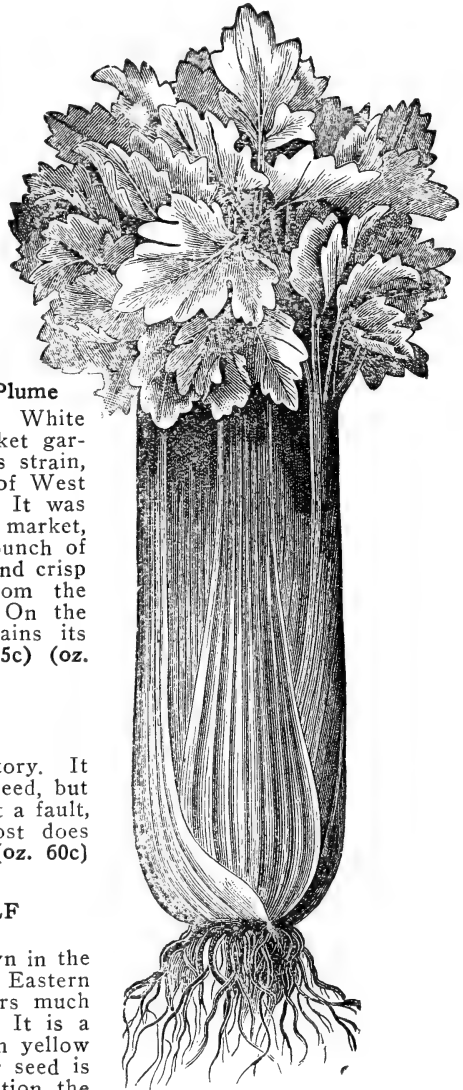 Plume
White
ket gar-
s strain,
of West
It was
market,
unch of
nd crisp
om the
On the
ains its
5c) (oz.
tory. It
eed, but
t a fault,
ost does
(oz. 60c)
LF
n in the
Eastern
rs much
It is a
n yellow
seed is
tion the